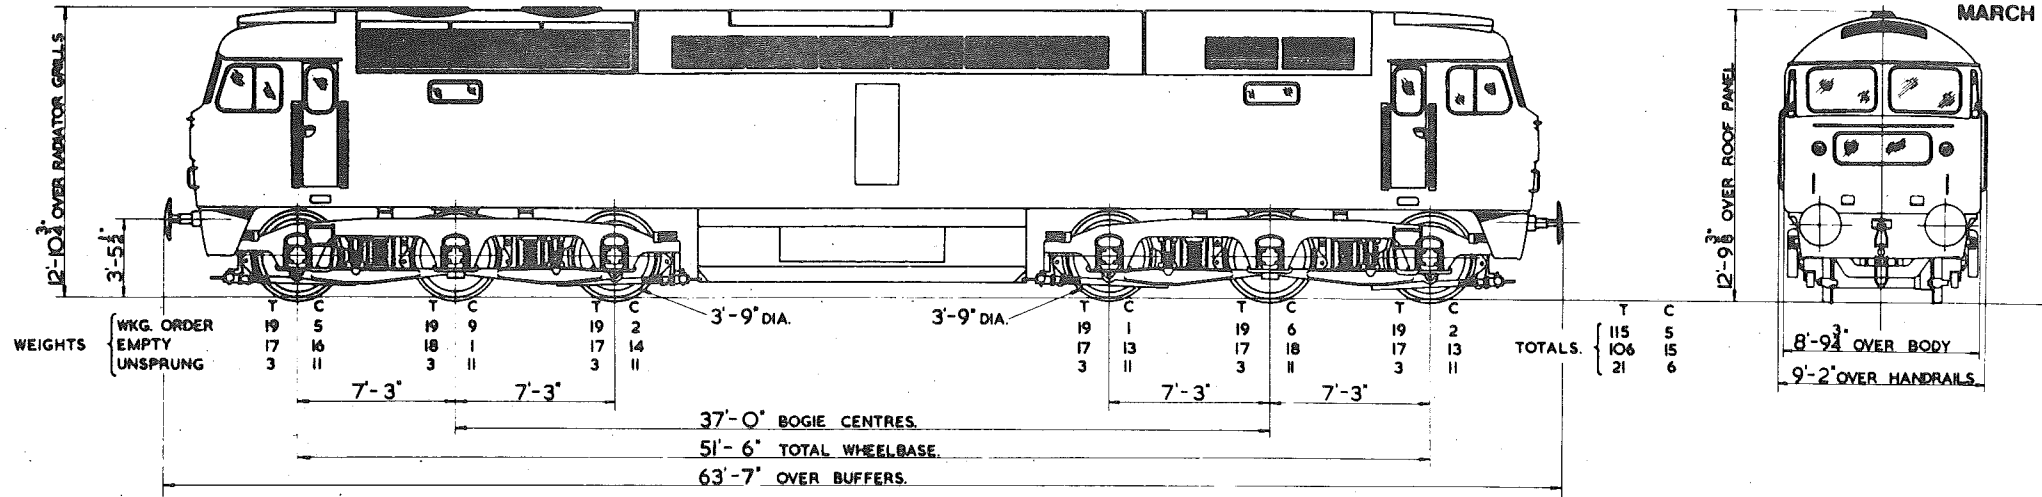 MARCH
12'-10¾" OVER RADIATOR GRILLS
3'-5½"
12'-9⅜" OVER ROOF PANEL
3'-9" DIA.
3'-9" DIA.
T C T C T C T C T C T C T C
WKG. ORDER 19 5 19 9 19 2 19 1 19 6 19 2 115 5
WEIGHTS EMPTY 17 16 18 1 17 14 17 13 17 18 17 13 TOTALS. 106 15
UNSPRUNG 3 11 3 11 3 11 3 11 3 11 3 11 21 6
8'-9¾" OVER BODY
9'-2" OVER HANDRAILS.
7'-3" 7'-3" 7'-3" 7'-3"
37'-0" BOGIE CENTRES.
51'-6" TOTAL WHEELBASE.
63'-7" OVER BUFFERS.